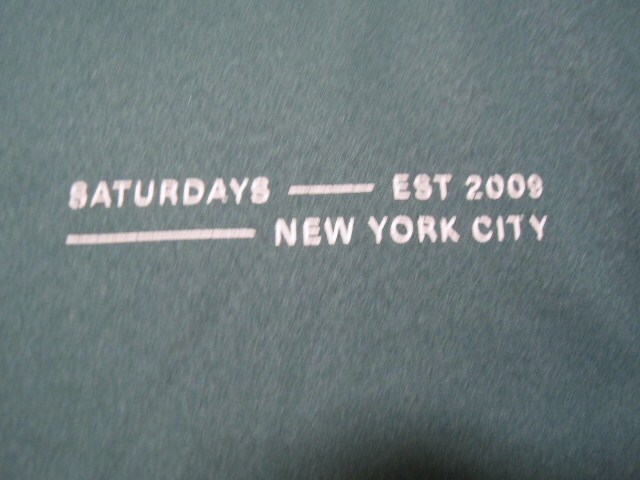 SATURDAYS — EST 2009
— NEW YORK CITY